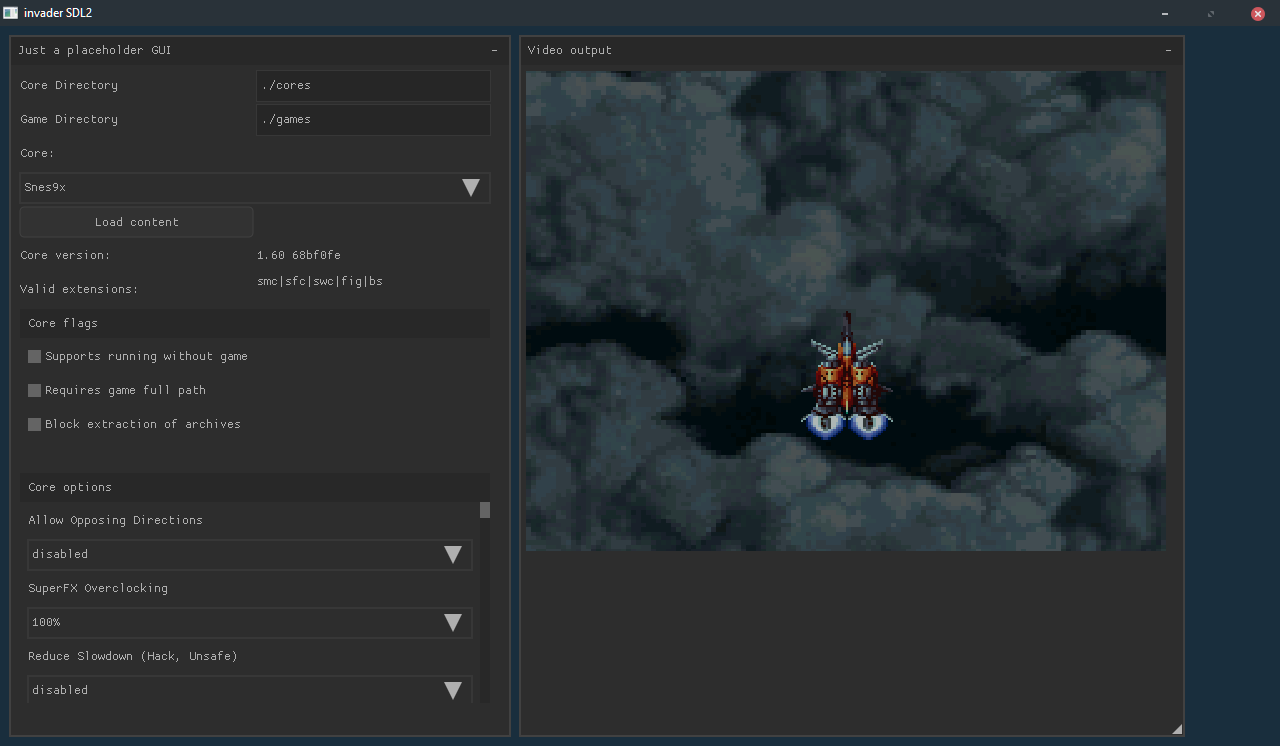 invader SDL2
Just a placeholder GUI
Core Directory ./cores
Game Directory ./games
Core:
Snes9x
Load content
Core version: 1.60 68bf0fe
Valid extensions: smc|sfc|swc|fig|bs
Core flags
Supports running without game
Requires game full path
Block extraction of archives
Core options
Allow Opposing Directions
disabled
SuperFX Overclocking
100%
Reduce Slowdown (Hack, Unsafe)
disabled
Video output